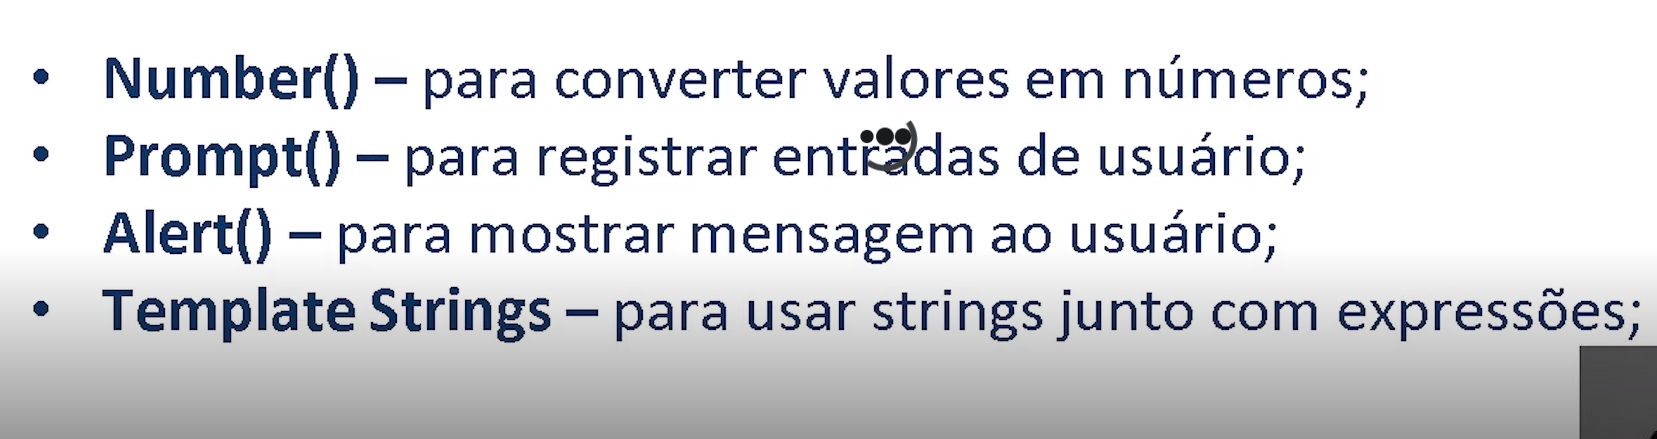 • Number() – para converter valores em números;
• Prompt() – para registrar entradas de usuário;
• Alert() – para mostrar mensagem ao usuário;
• Template Strings – para usar strings junto com expressões;